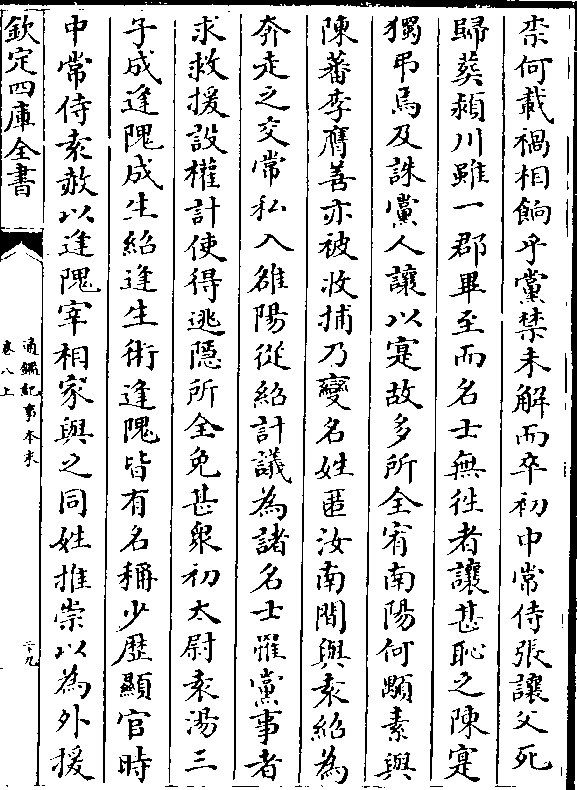 柰何載禍相餉乎黨禁未解而卒初中常侍張讓父死
歸葬潁川雖一郡畢至而名士無徃者讓甚恥之陳寔
獨弔焉及誅黨人讓以寔故多所全宥南陽何顒素與
陳蕃李膺善亦被收捕乃變名姓匿汝南間與袁紹為
奔走之交常私入雒陽從紹計議為諸名士罹黨事者
求救援設權計使得逃隱所全免甚衆初太尉袁湯三
子成逢隗成生紹逢生術逢隗皆有名稱少歴顯官時
中常侍袁赦以逢隗宰相家與之同姓推崇以為外援
欽定四庫全書
通鑑紀事本末
卷八上
二十九